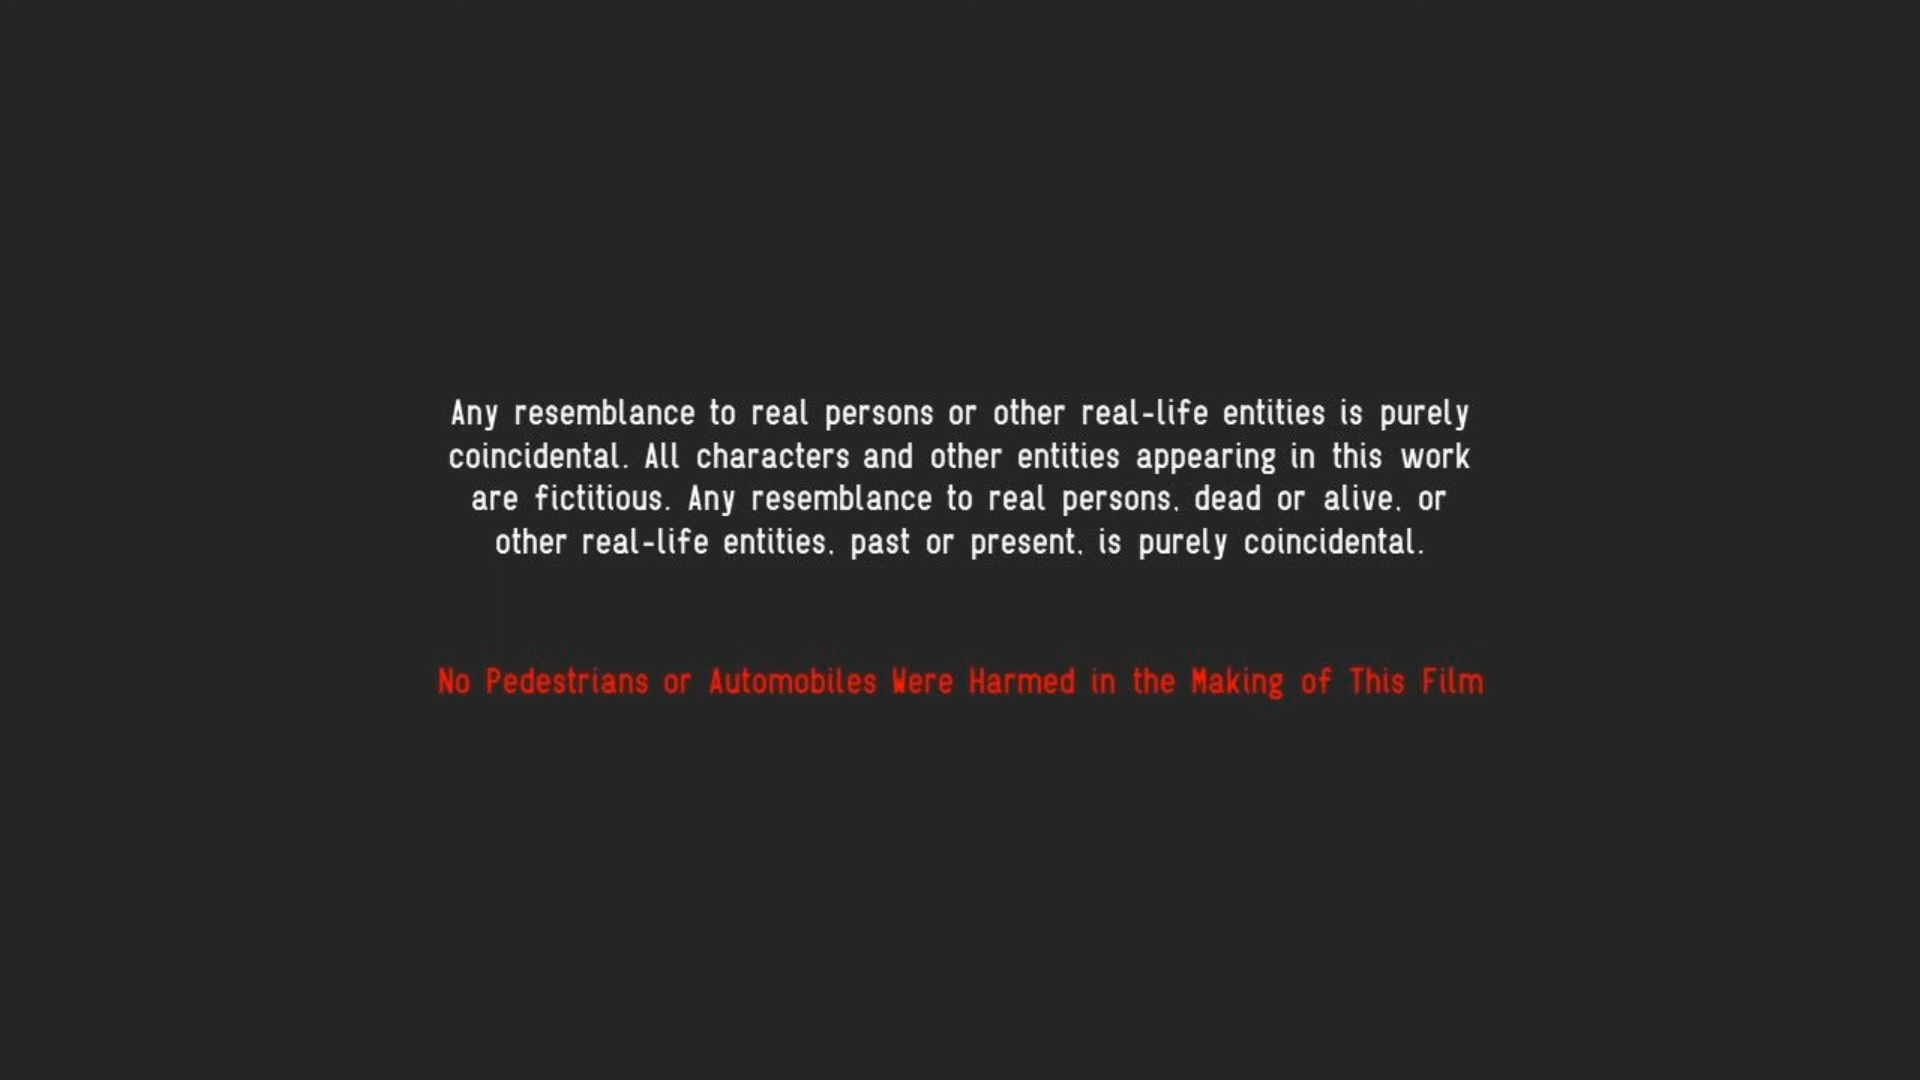 Any resemblance to real persons or other real-life entities is purely
coincidental. All characters and other entities appearing in this work
are fictitious. Any resemblance to real persons, dead or alive, or
other real-life entities, past or present, is purely coincidental.
No Pedestrians or Automobiles Were Harmed in the Making of This Film